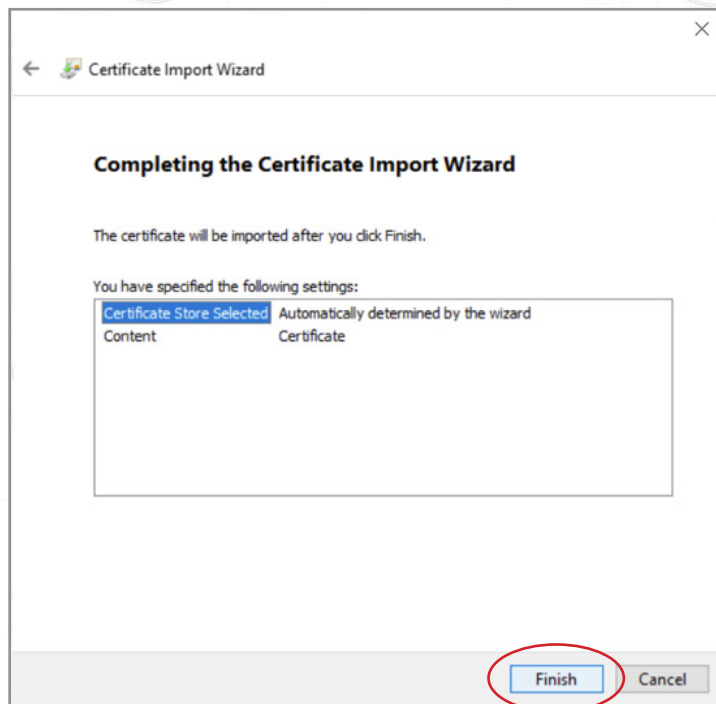 Certificate Import Wizard
Completing the Certificate Import Wizard
The certificate will be imported after you click Finish.
You have specified the following settings:
Certificate Store Selected Automatically determined by the wizard
Content Certificate
Finish Cancel